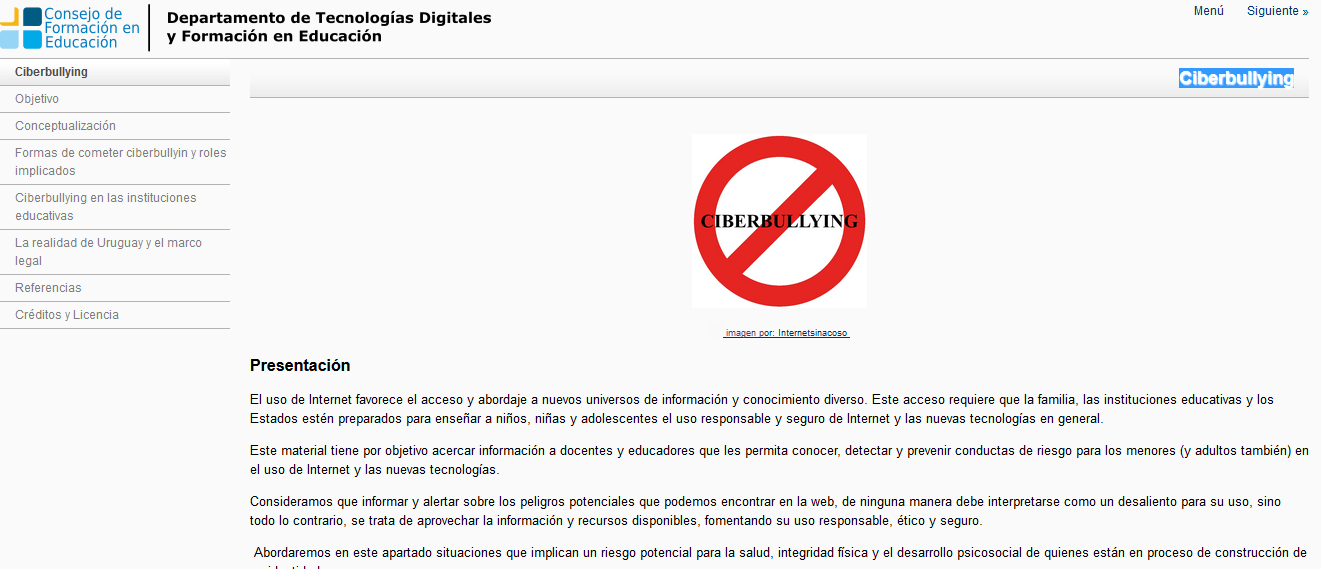 Consejo de
Formación en
Educación
Departamento de Tecnologías Digitales
y Formación en Educación
Menú
Siguiente »
Ciberbullying
Objetivo
Conceptualización
Formas de cometer ciberbullyin y roles
implicados
Ciberbullying en las instituciones
educativas
La realidad de Uruguay y el marco
legal
Referencias
Créditos y Licencia
Ciberbullying
CIBERBULLYING
imagen por: Internetsinacoso
Presentación
El uso de Internet favorece el acceso y abordaje a nuevos universos de información y conocimiento diverso. Este acceso requiere que la familia, las instituciones educativas y los
Estados estén preparados para enseñar a niños, niñas y adolescentes el uso responsable y seguro de Internet y las nuevas tecnologías en general.
Este material tiene por objetivo acercar información a docentes y educadores que les permita conocer, detectar y prevenir conductas de riesgo para los menores (y adultos también) en
el uso de Internet y las nuevas tecnologías.
Consideramos que informar y alertar sobre los peligros potenciales que podemos encontrar en la web, de ninguna manera debe interpretarse como un desaliento para su uso, sino
todo lo contrario, se trata de aprovechar la información y recursos disponibles, fomentando su uso responsable, ético y seguro.
Abordaremos en este apartado situaciones que implican un riesgo potencial para la salud, integridad física y el desarrollo psicosocial de quienes están en proceso de construcción de